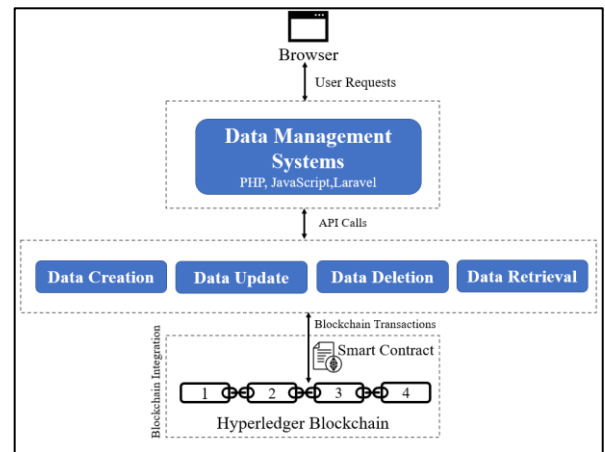 Browser
User Requests
Data Management
Systems
PHP, JavaScript,Laravel
API Calls
Data Creation
Data Update
Data Deletion
Data Retrieval
Blockchain Transactions
Blockchain Integration
Smart Contract
1 2 3 4
Hyperledger Blockchain